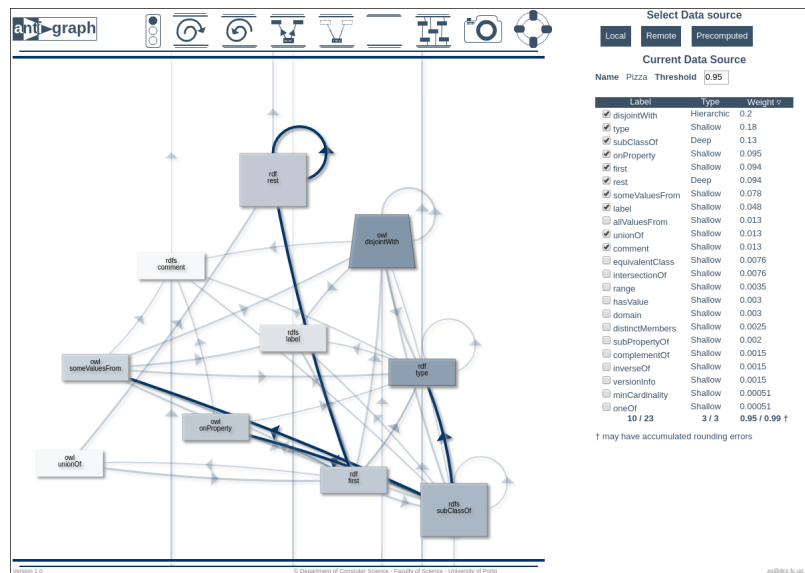 anti-graph
rdf
rest
owl
disjointWith
rdfs
comment
rdfs
label
owl
someValuesFrom
rdf
type
owl
onProperty
owl
unionOf
rdf
first
rdfs
subClassOf
Version 1.0
© Department of Computer Science - Faculty of Science - University of Porto
Select Data source
Local Remote Precomputed
Current Data Source
Name Pizza Threshold 0.95
Label Type Weight ▿
disjointWith Hierarchic 0.2
type Shallow 0.18
subClassOf Deep 0.13
onProperty Shallow 0.095
first Shallow 0.094
rest Deep 0.094
someValuesFrom Shallow 0.078
label Shallow 0.048
allValuesFrom Shallow 0.013
unionOf Shallow 0.013
comment Shallow 0.013
equivalentClass Shallow 0.0076
intersectionOf Shallow 0.0076
range Shallow 0.0035
hasValue Shallow 0.003
domain Shallow 0.003
distinctMembers Shallow 0.0025
subPropertyOf Shallow 0.002
complementOf Shallow 0.0015
inverseOf Shallow 0.0015
versionInfo Shallow 0.0015
minCardinality Shallow 0.00051
oneOf Shallow 0.00051
10 / 23 3 / 3 0.95 / 0.99 †
† may have accumulated rounding errors